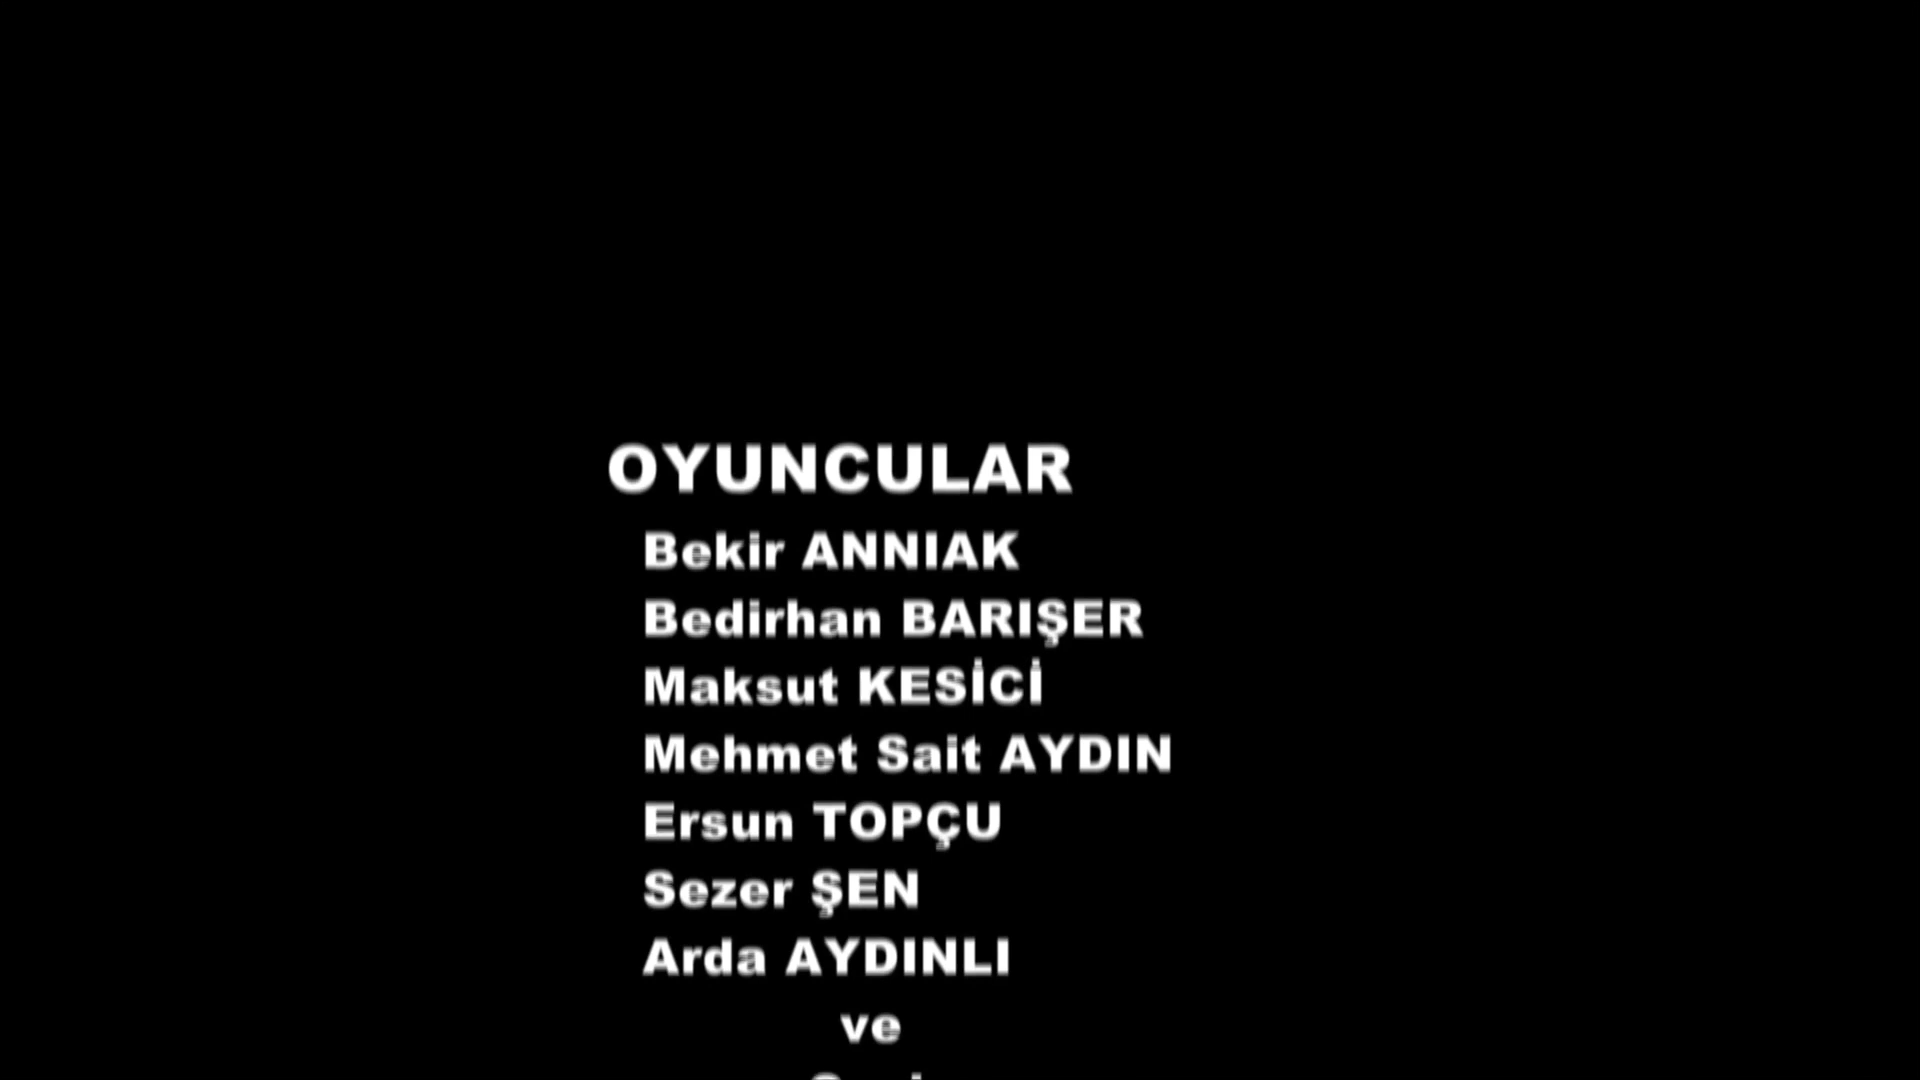 OYUNCULAR
Bekir ANNIAK
Bedirhan BARIŞER
Maksut KESİCİ
Mehmet Sait AYDIN
Ersun TOPÇU
Sezer ŞEN
Arda AYDINLI
ve